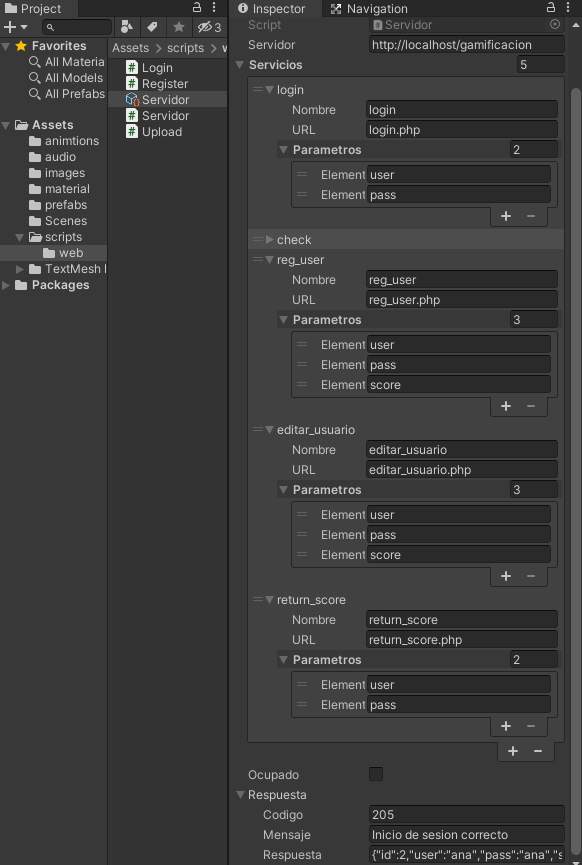 Project
3
Favorites
All Materia
All Models
All Prefabs
Assets
animtions
audio
images
material
prefabs
Scenes
scripts
web
TextMesh
Packages
Assets
scripts
Login
Register
Servidor
Servidor
Upload
Inspector
Navigation
Script Servidor
Servidor http://localhost/gamificacion
Servicios 5
login
Nombre login
URL login.php
Parametros 2
Element user
Element pass
check
reg_user
Nombre reg_user
URL reg_user.php
Parametros 3
Element user
Element pass
Element score
editar_usuario
Nombre editar_usuario
URL editar_usuario.php
Parametros 3
Element user
Element pass
Element score
return_score
Nombre return_score
URL return_score.php
Parametros 2
Element user
Element pass
Ocupado
Respuesta
Codigo 205
Mensaje Inicio de sesion correcto
Respuesta {"id":2,"user":"ana","pass":"ana","s